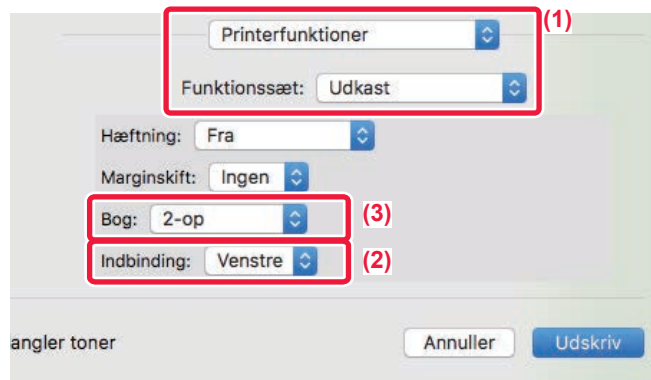 Printerfunktioner (1)
Funktionssæt: Udkast
Hæftning: Fra
Marginskift: Ingen
Bog: 2-op (3)
Indbinding: Venstre (2)
angler toner Annuller Udskriv